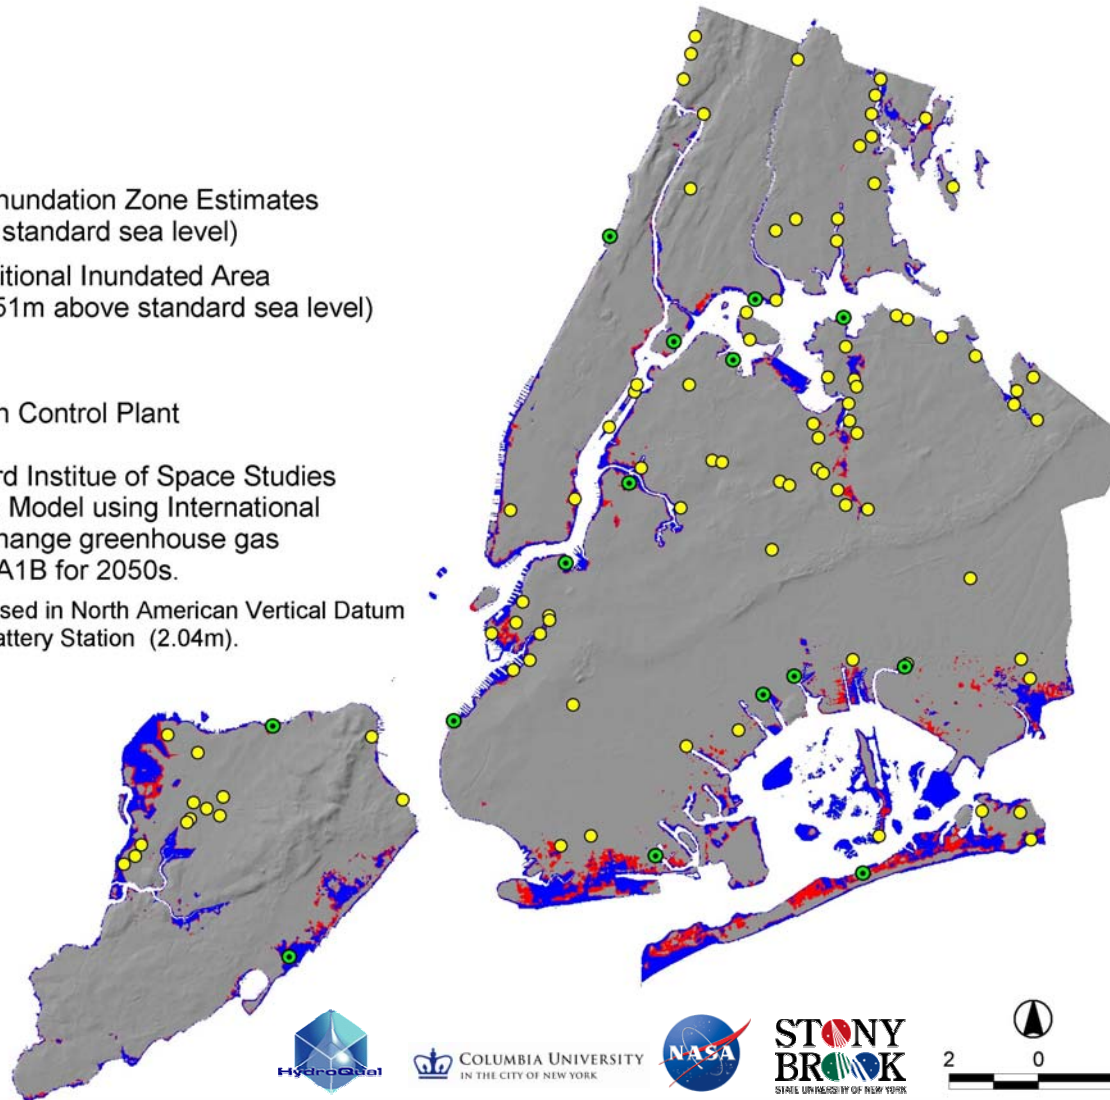 nundation Zone Estimates
standard sea level)
itional Inundated Area
51m above standard sea level)
n Control Plant
rd Institue of Space Studies
Model using International
hange greenhouse gas
A1B for 2050s.
sed in North American Vertical Datum
attery Station (2.04m).
HydroQual
COLUMBIA UNIVERSITY
IN THE CITY OF NEW YORK
NASA
STONY
BROOK
STATE UNIVERSITY OF NEW YORK
2 0